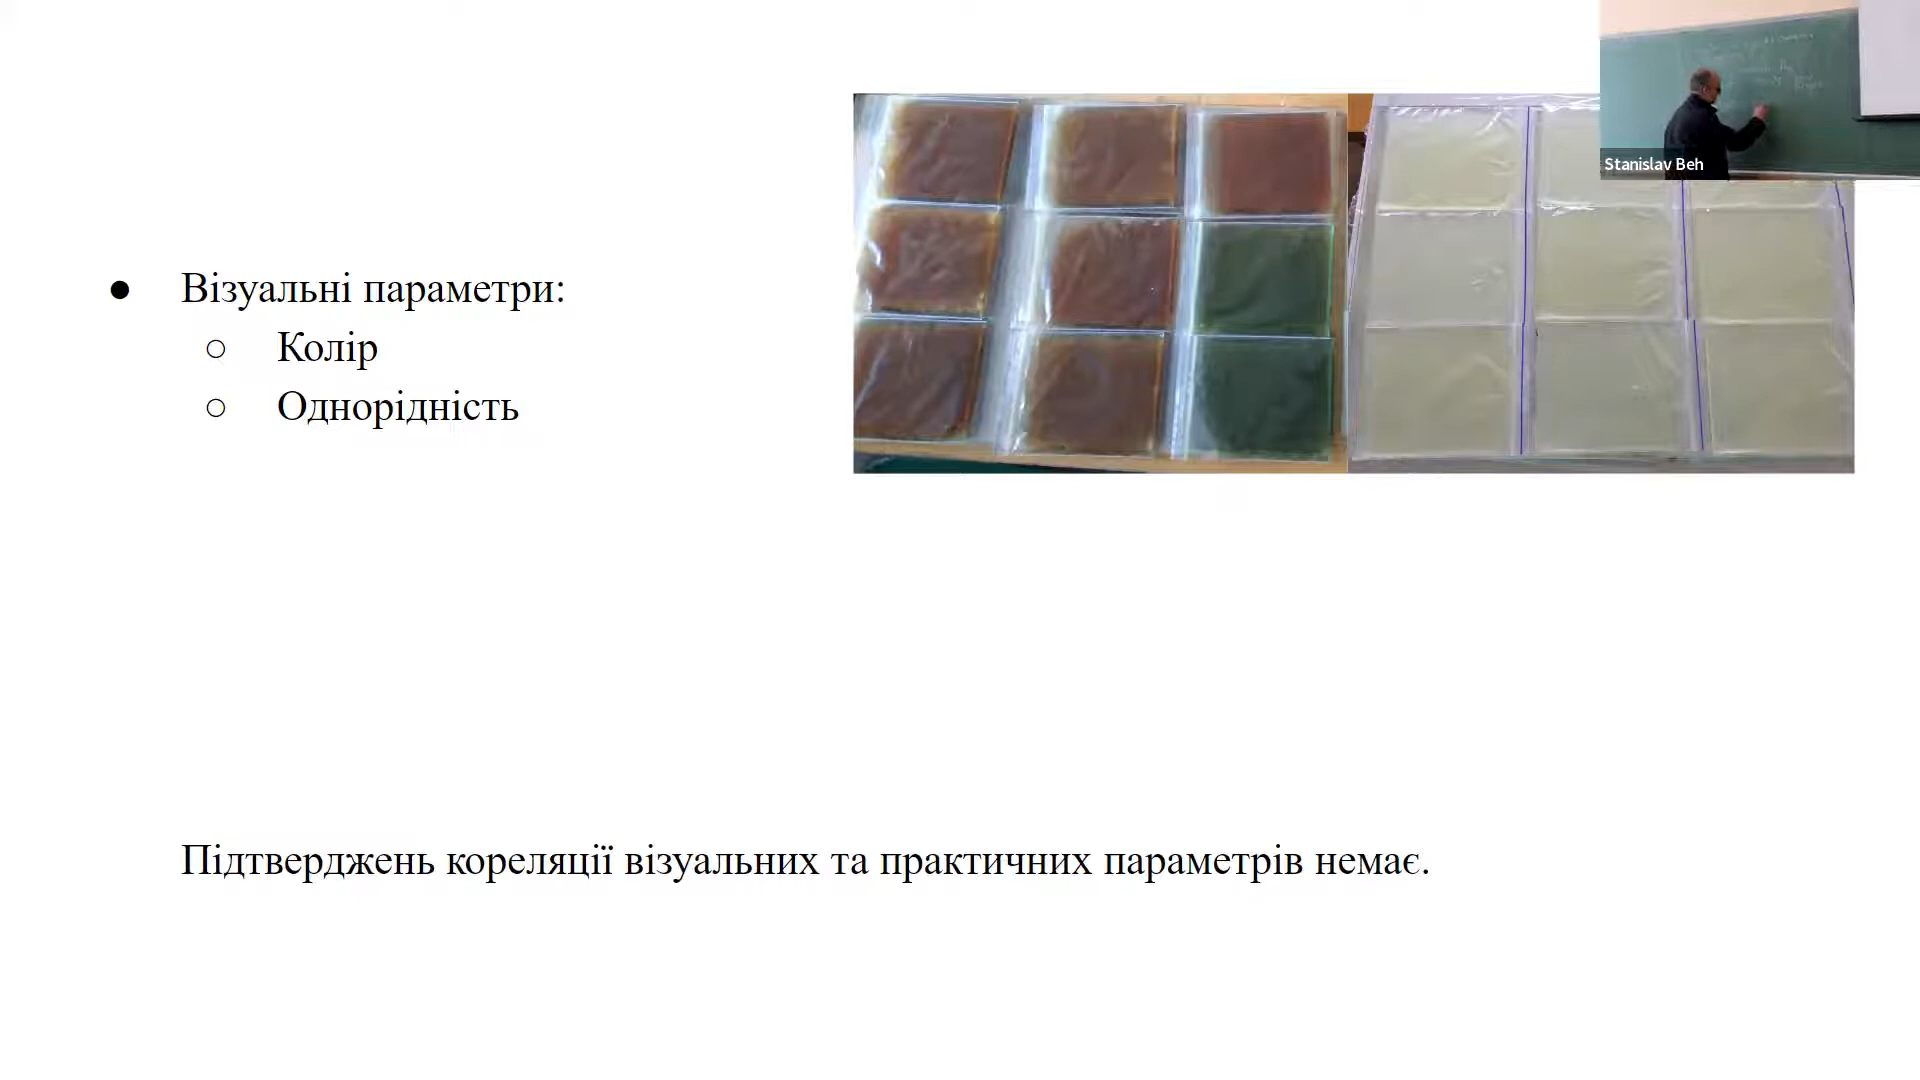 Stanislav Beh
● Візуальні параметри:
○ Колір
○ Однорідність
Підтверджень кореляції візуальних та практичних параметрів немає.